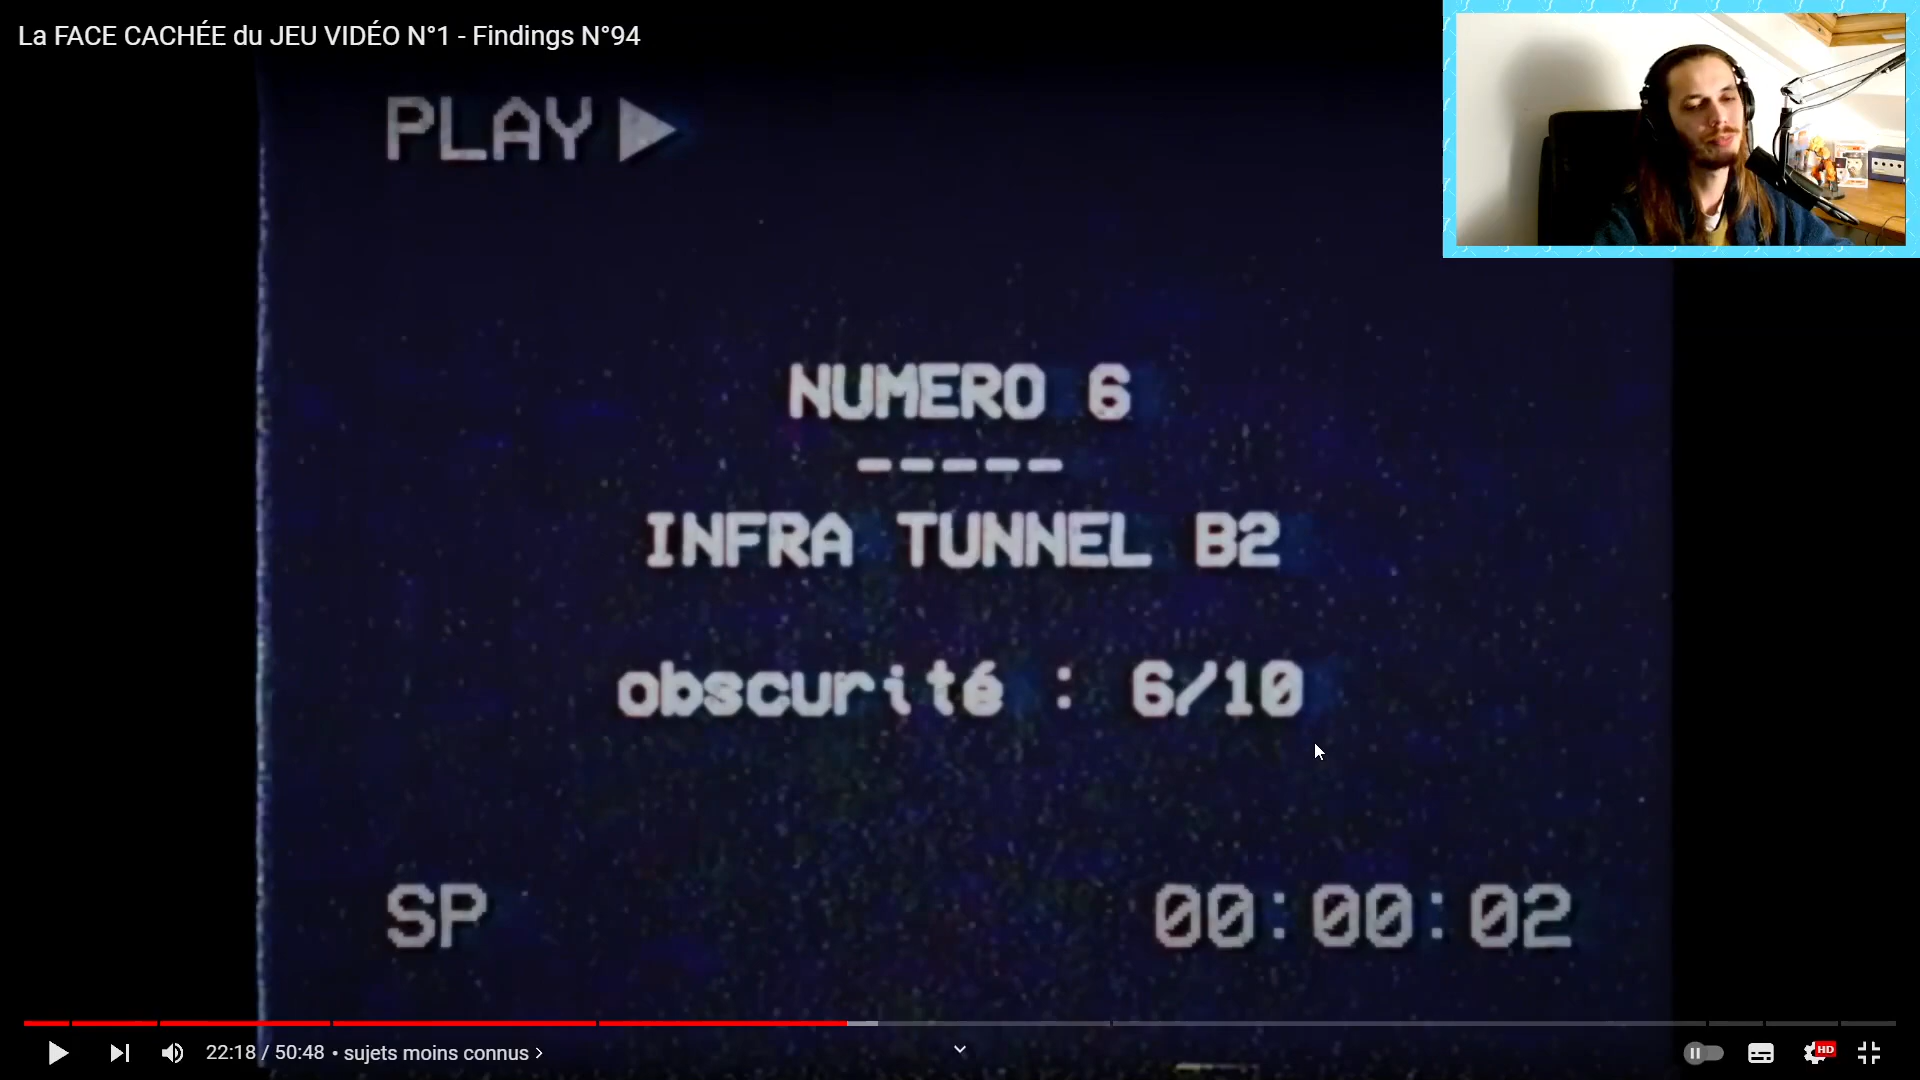 La FACE CACHÉE du JEU VIDÉO N°1 - Findings N°94
PLAY
NUMERO 6
-----
INFRA TUNNEL B2
obscurité : 6/10
SP
00:00:02
22:18 / 50:48 • sujets moins connus
HD